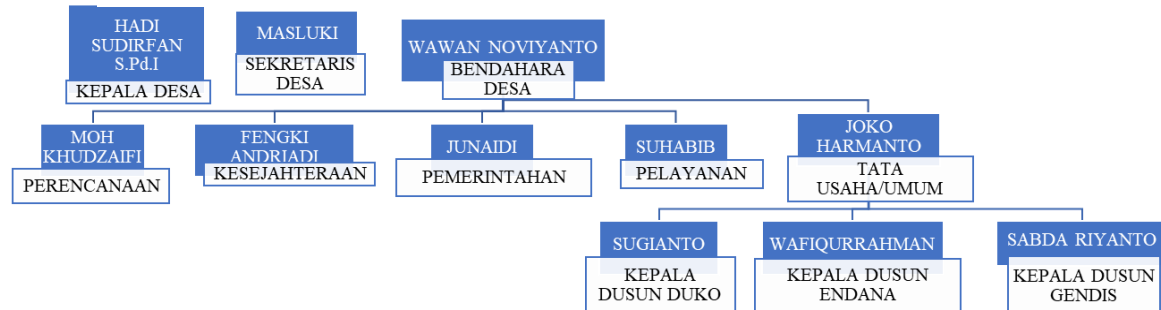 HADI
SUDIRFAN
S.Pd.I
KEPALA DESA
MASLUKI
SEKRETARIS
DESA
WAWAN NOVIYANTO
BENDAHARA
DESA
MOH
KHUDZAIFI
PERENCANAAN
FENGKI
ANDRIADI
KESEJAHTERAAN
JUNAIDI
PEMERINTAHAN
SUHABIB
PELAYANAN
JOKO
HARMANTO
TATA
USAHA/UMUM
SUGIANTO
KEPALA
DUSUN DUKO
WAFIQURRAHMAN
KEPALA DUSUN
ENDANA
SABDA RIYANTO
KEPALA DUSUN
GENDIS